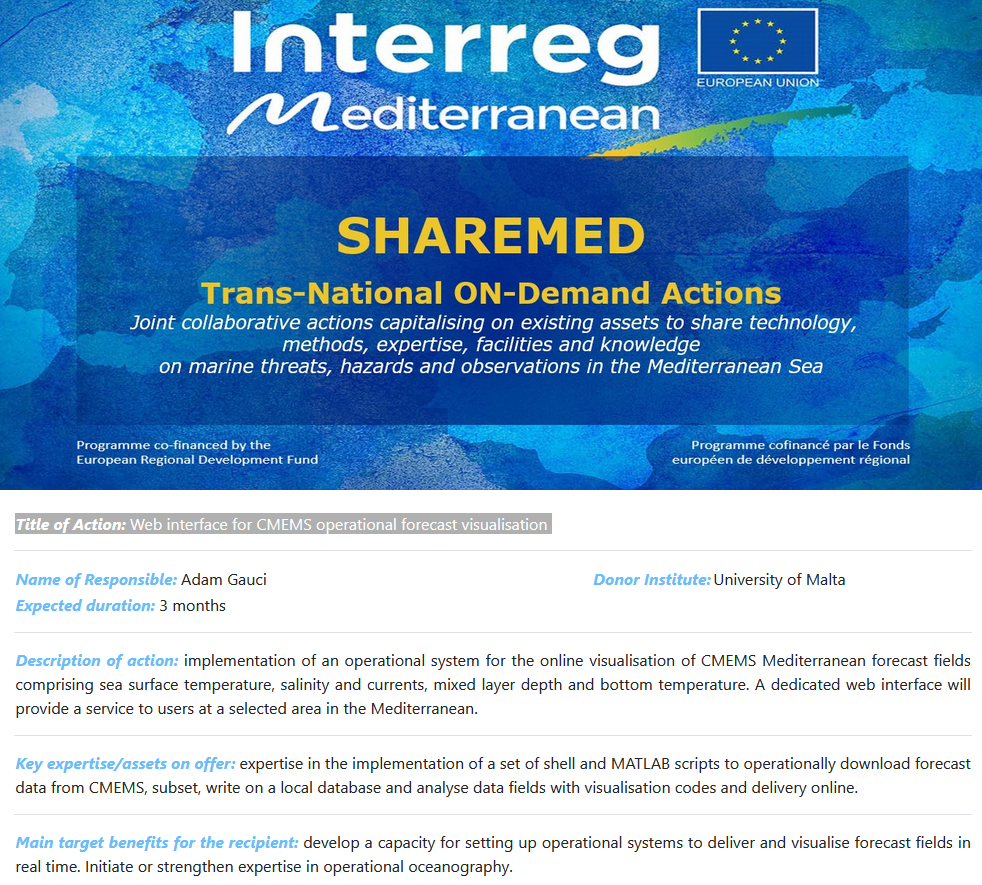 Interreg
EUROPEAN UNION
Mediterranean
SHAREMED
Trans-National ON-Demand Actions
Joint collaborative actions capitalising on existing assets to share technology,
methods, expertise, facilities and knowledge
on marine threats, hazards and observations in the Mediterranean Sea
Programme co-financed by the
European Regional Development Fund
Programme cofinancé par le Fonds
européen de développement régional
Title of Action: Web interface for CMEMS operational forecast visualisation
Name of Responsible: Adam Gauci
Donor Institute: University of Malta
Expected duration: 3 months
Description of action: implementation of an operational system for the online visualisation of CMEMS Mediterranean forecast fields
comprising sea surface temperature, salinity and currents, mixed layer depth and bottom temperature. A dedicated web interface will
provide a service to users at a selected area in the Mediterranean.
Key expertise/assets on offer: expertise in the implementation of a set of shell and MATLAB scripts to operationally download forecast
data from CMEMS, subset, write on a local database and analyse data fields with visualisation codes and delivery online.
Main target benefits for the recipient: develop a capacity for setting up operational systems to deliver and visualise forecast fields in
real time. Initiate or strengthen expertise in operational oceanography.